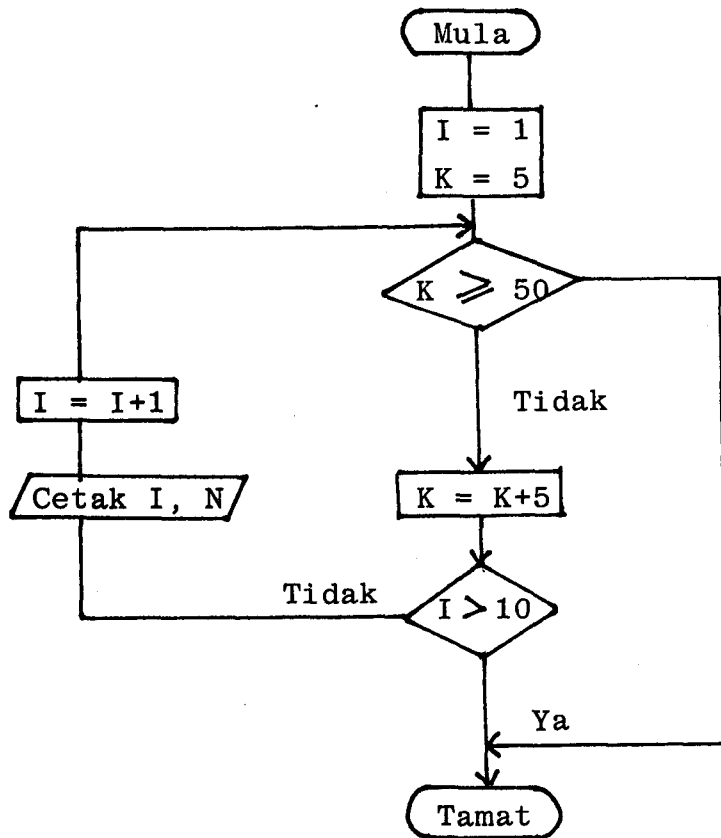 Mula
I = 1
K = 5
K ⩾ 50
Tidak
I = I+1
Cetak I, N
K = K+5
Tidak
I > 10
Ya
Tamat